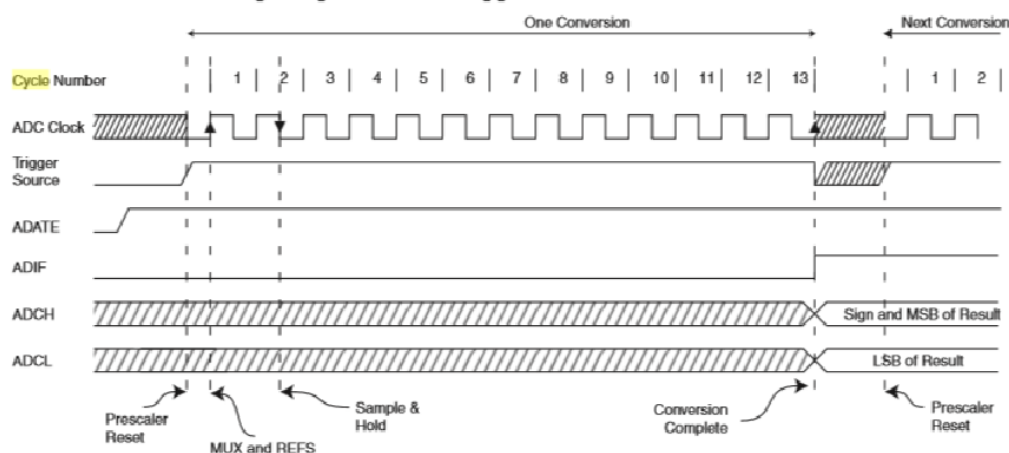 One Conversion
Next Conversion
Cycle Number
1 2 3 4 5 6 7 8 9 10 11 12 13 1 2
ADC Clock
Trigger
Source
ADATE
ADIF
ADCH
Sign and MSB of Result
ADCL
LSB of Result
Prescaler
Reset
MUX and REFS
Sample &
Hold
Conversion
Complete
Prescaler
Reset